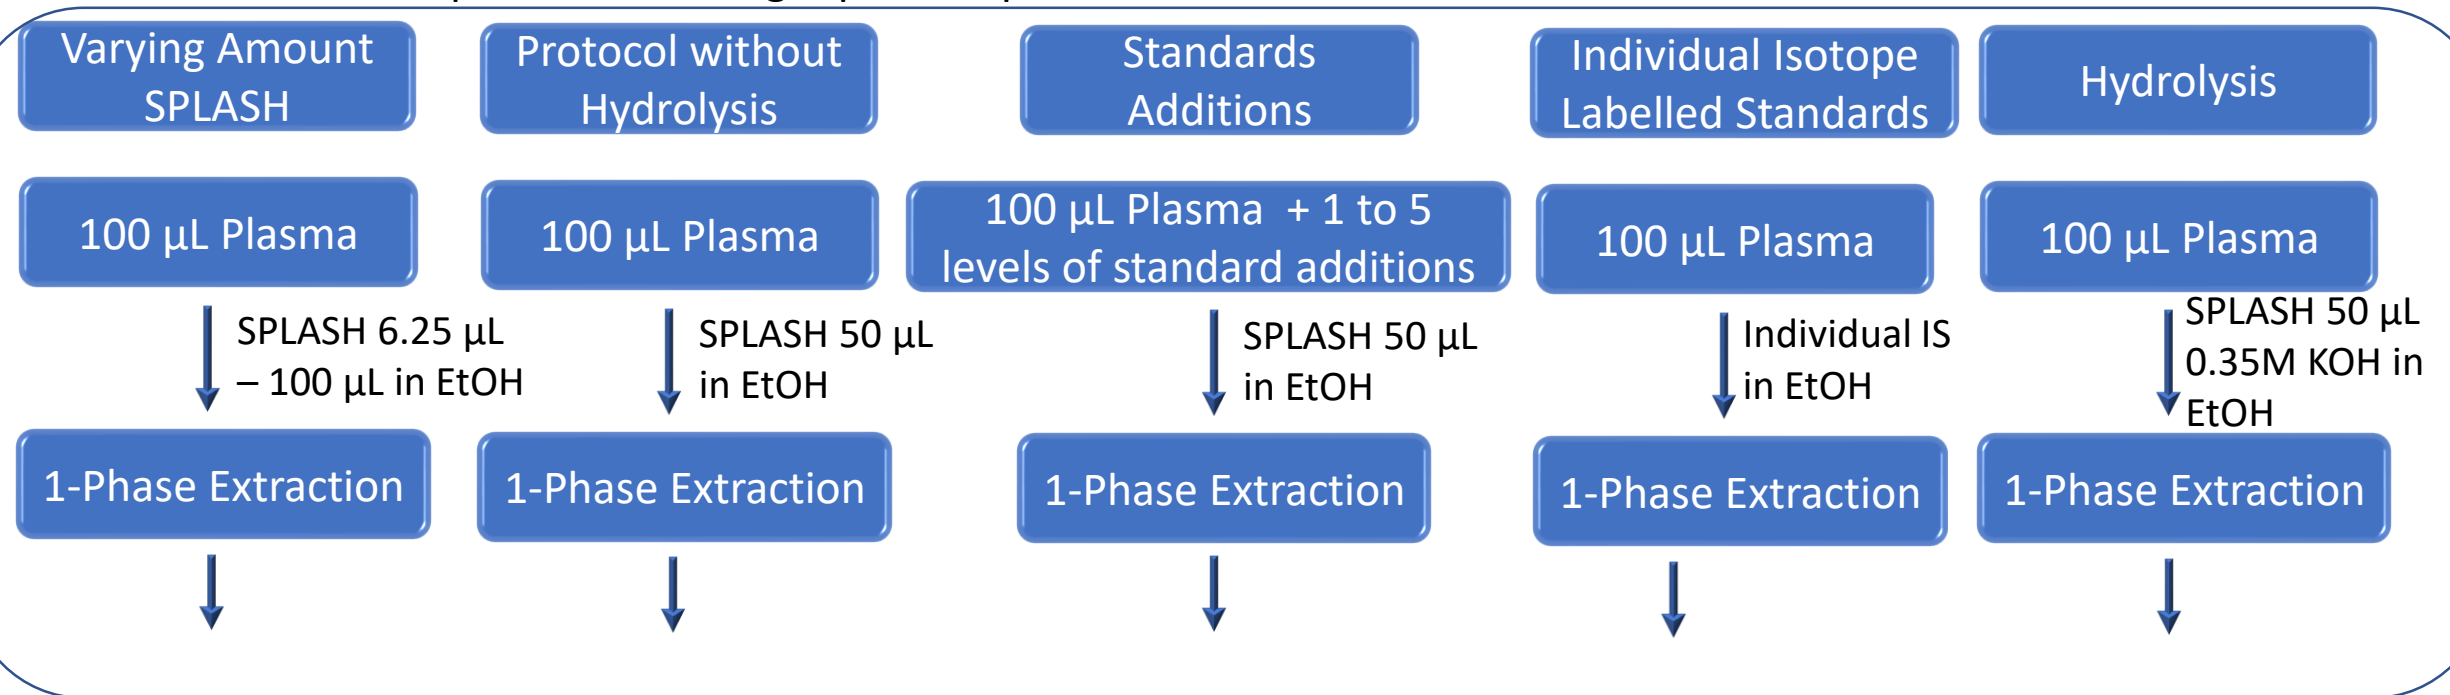 Varying Amount
SPLASH
Protocol without
Hydrolysis
Standards
Additions
Individual Isotope
Labelled Standards
Hydrolysis
100 µL Plasma
100 µL Plasma
100 µL Plasma + 1 to 5
levels of standard additions
100 µL Plasma
100 µL Plasma
SPLASH 6.25 µL
– 100 µL in EtOH
SPLASH 50 µL
in EtOH
SPLASH 50 µL
in EtOH
Individual IS
in EtOH
SPLASH 50 µL
0.35M KOH in
EtOH
1-Phase Extraction
1-Phase Extraction
1-Phase Extraction
1-Phase Extraction
1-Phase Extraction